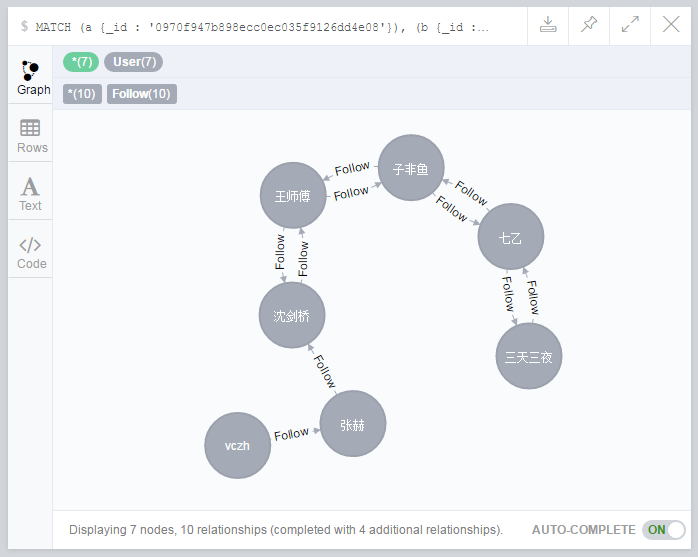 $ MATCH (a {_id : '0970f947b898ecc0ec035f9126dd4e08'}), (b {_id :…
*(7) User(7)
Graph
*(10) Follow(10)
Rows
Text
Code
子非鱼
Follow
王师傅
Follow
Follow
Follow
七乙
Follow
Follow
沈剑桥
Follow
Follow
三天三夜
Follow
张赫
Follow
vczh
Displaying 7 nodes, 10 relationships (completed with 4 additional relationships).
AUTO-COMPLETE ON